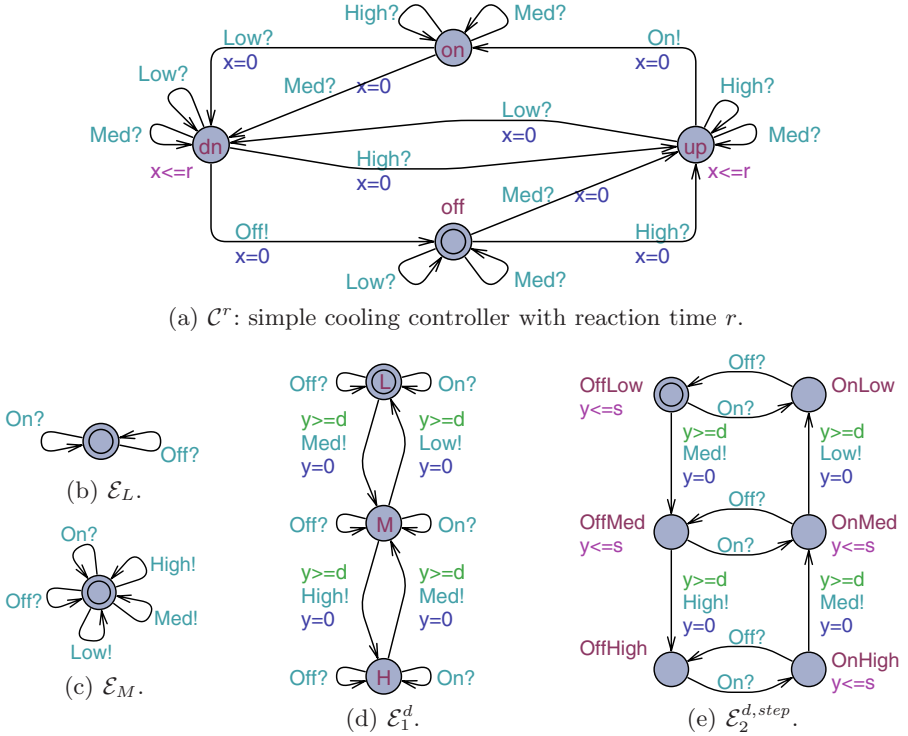 High?
Med?
Low?
x=0
on
On!
x=0
Low?
Med?
x=0
High?
Med?
dn
x<=r
Low?
x=0
Med?
up
x<=r
High?
x=0
off
Med?
x=0
Off!
x=0
High?
x=0
Low?
Med?
(a) 𝒞^r: simple cooling controller with reaction time r.
On?
Off?
(b) ℰ_L.
On?
High!
Off?
Med!
Low!
(c) ℰ_M.
Off?
L
On?
y>=d
Med!
y=0
y>=d
Low!
y=0
Off?
M
On?
y>=d
High!
y=0
y>=d
Med!
y=0
Off?
H
On?
(d) ℰ_1^d.
Off?
OffLow
y<=s
On?
OnLow
y>=d
Med!
y=0
y>=d
Low!
y=0
Off?
OffMed
y<=s
On?
OnMed
y<=s
y>=d
High!
y=0
y>=d
Med!
y=0
Off?
OffHigh
On?
OnHigh
y<=s
(e) ℰ_2^{d,step}.